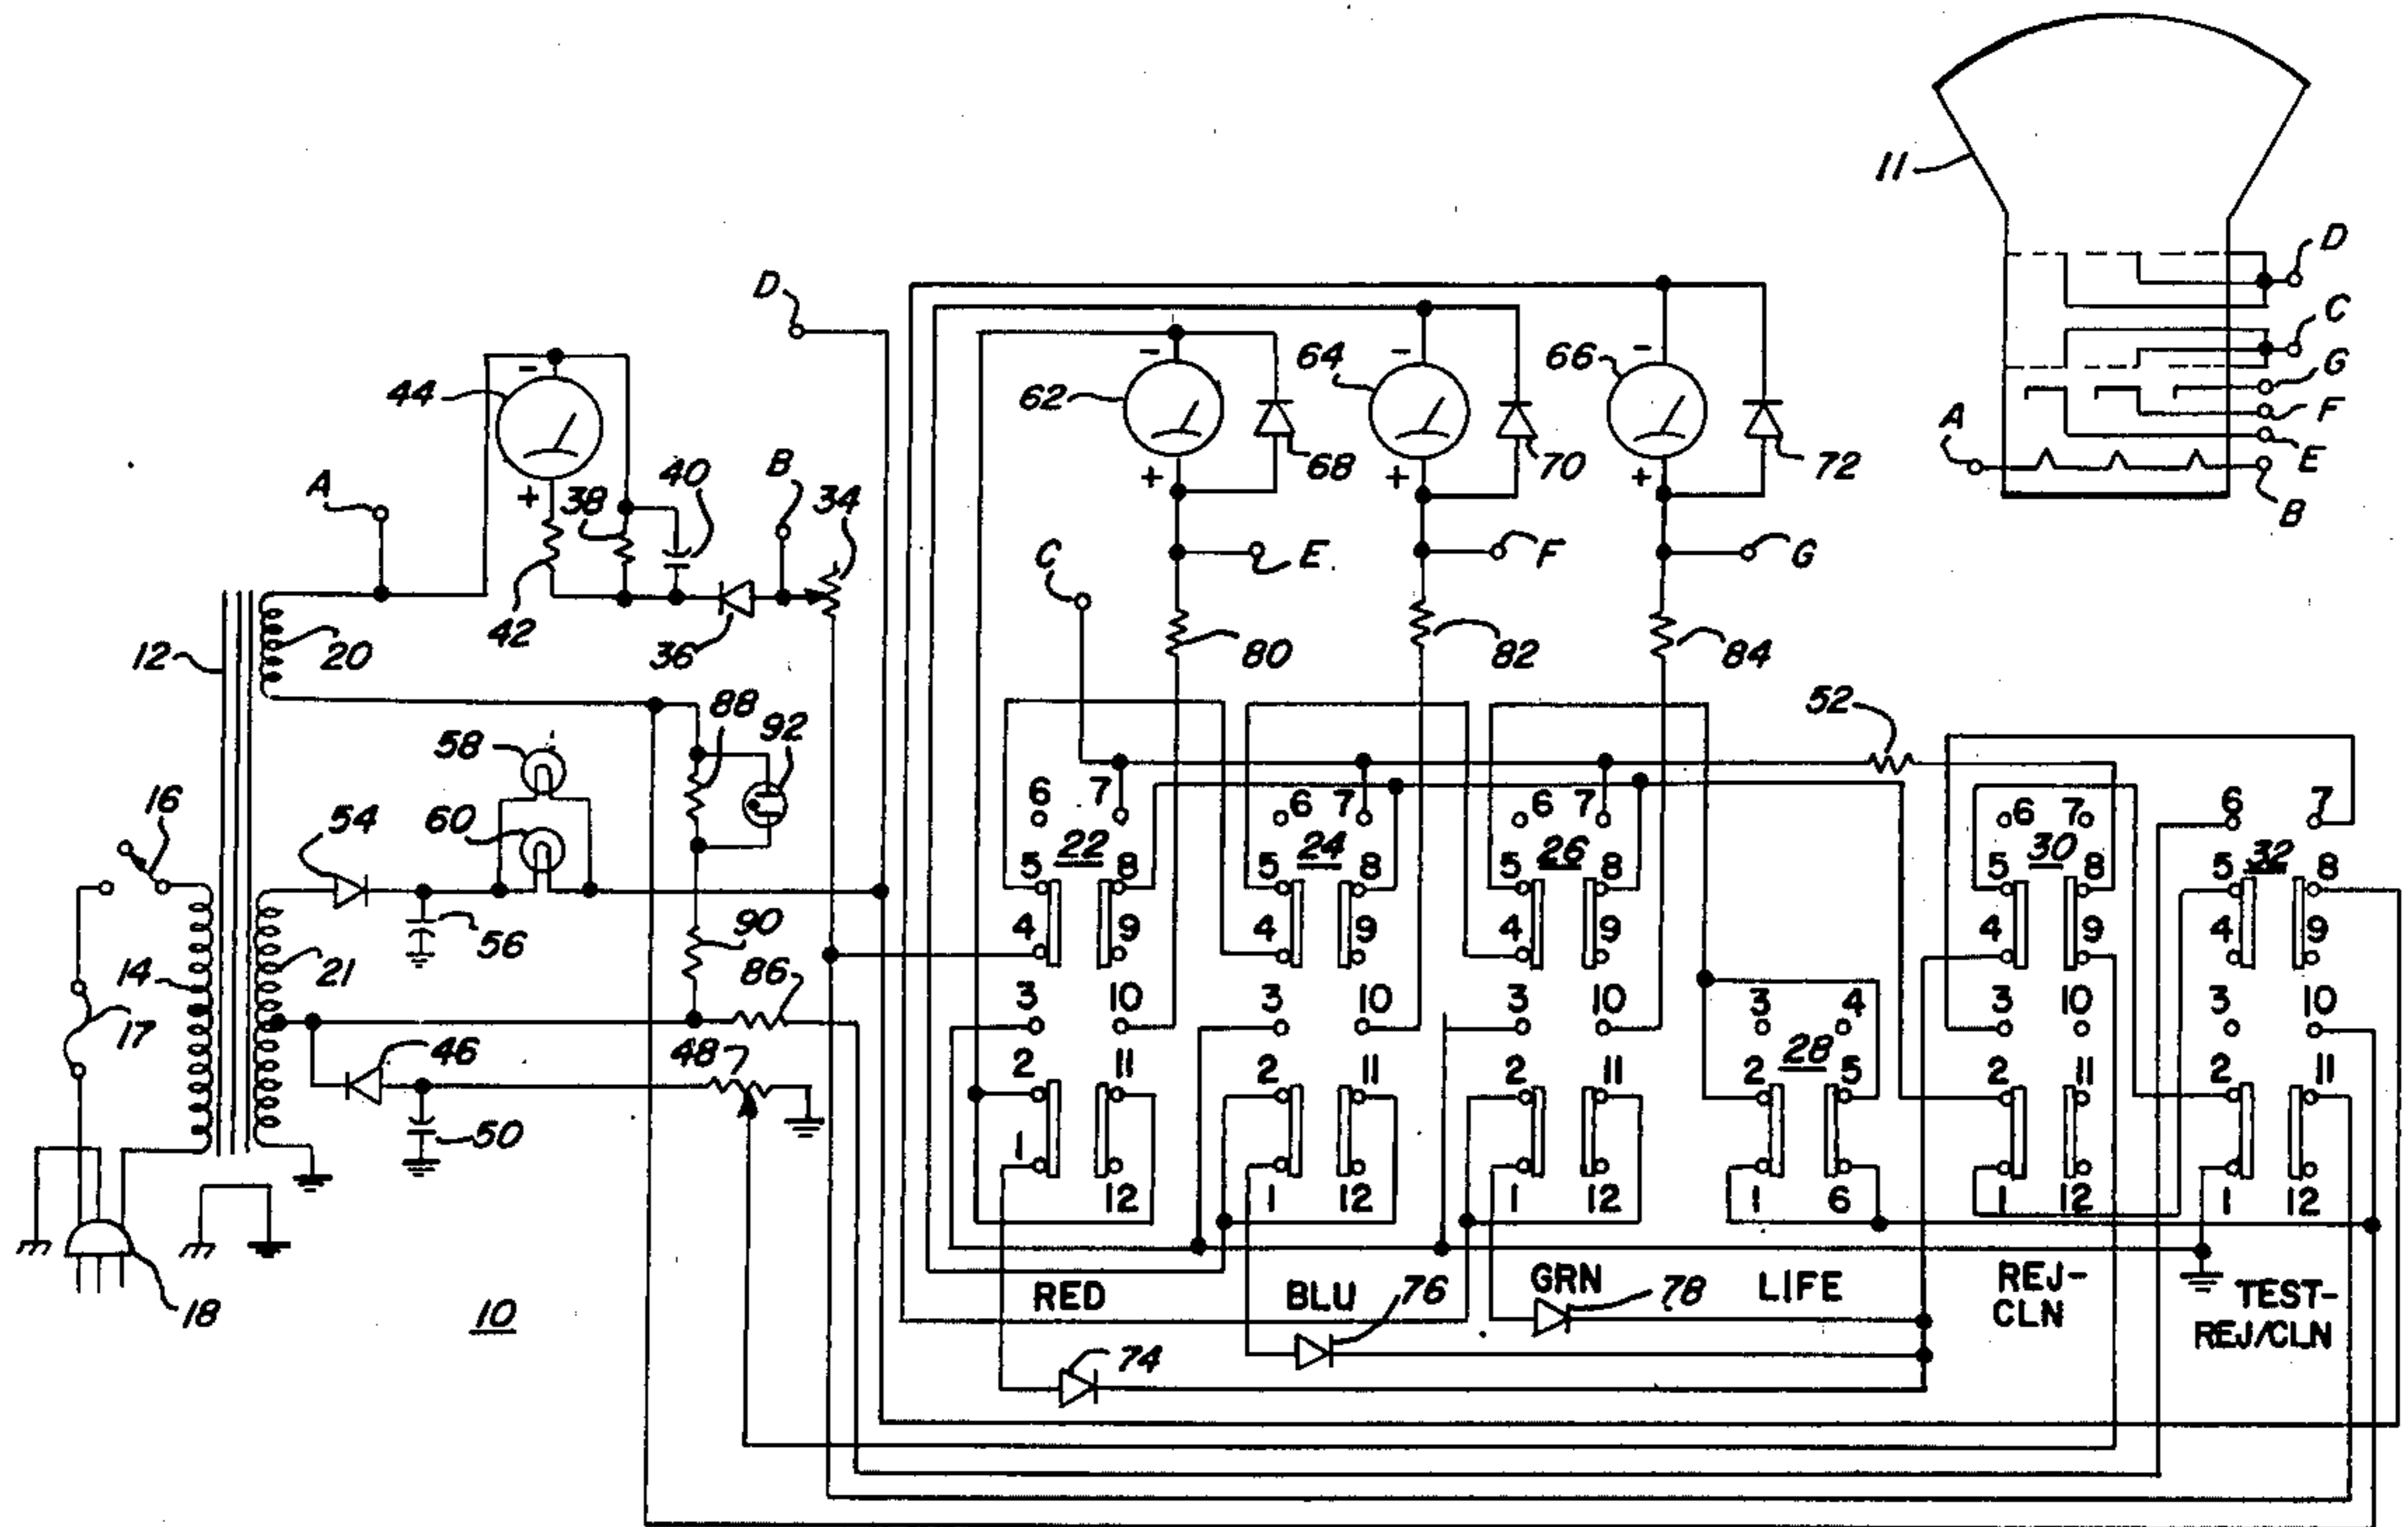 11
D
C
G
F
E
B
A
D
44
62
64
66
68
70
72
- - - -
+ + + +
A
38
40
B
34
42
36
E
F
G
C
12
20
80
82
84
88
92
52
58
16
54
60
56
90
86
14
21
17
46
48
50
18
10
6 7 6 7 6 7 6 7 6 7
22 24 26 30 32
5 8 5 8 5 8 5 8 5 8
4 9 4 9 4 9 4 9 4 9
3 10 3 10 3 10 3 4 3 10 3 10
28
2 11 2 11 2 11 2 5 2 11 2 11
1 12 1 12 1 12 1 6 1 12 1 12
RED
BLU
76
GRN
78
LIFE
REJ-
CLN
TEST-
REJ/CLN
74